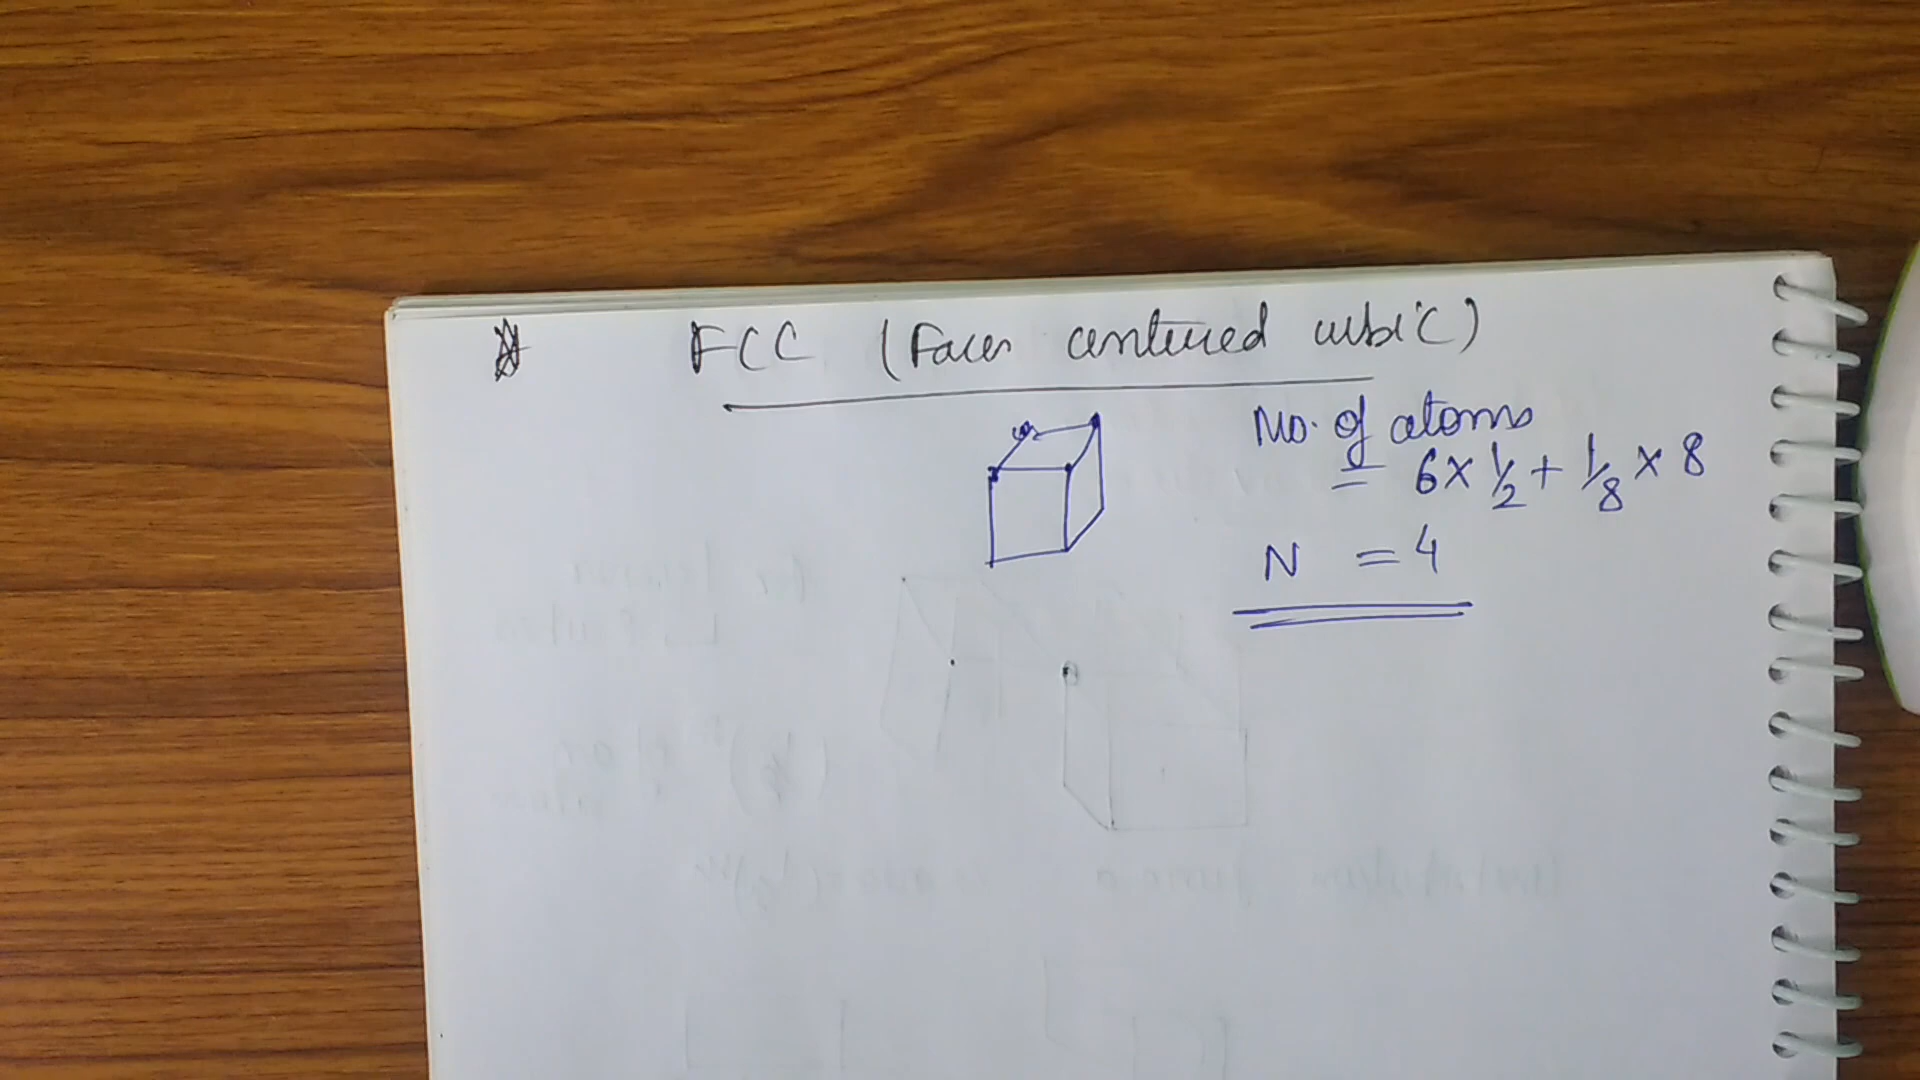 FCC (Faces centered cubic)
No. of atoms
= 6 × 1/2 + 1/8 × 8
N = 4